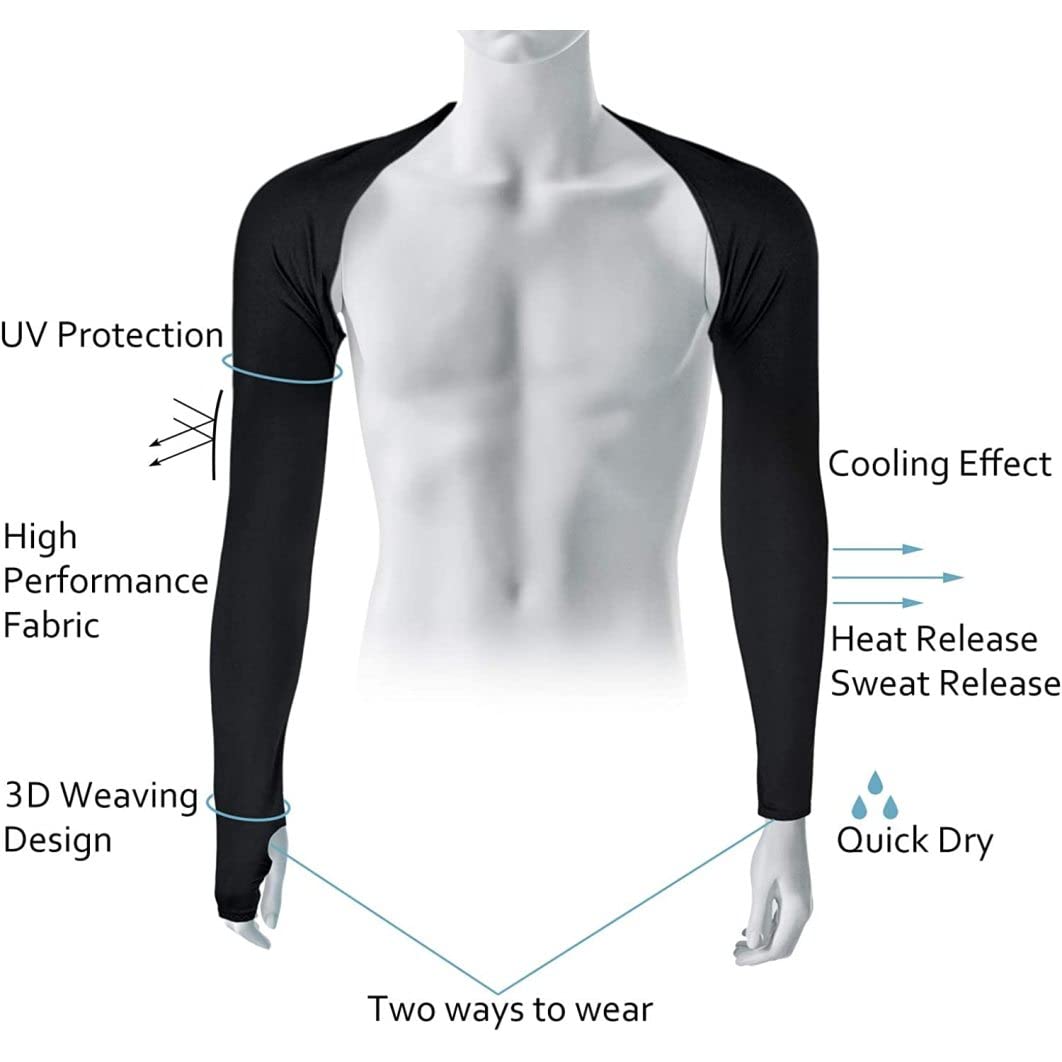 UV Protection
High
Performance
Fabric
3D Weaving
Design
Cooling Effect
Heat Release
Sweat Release
Quick Dry
Two ways to wear